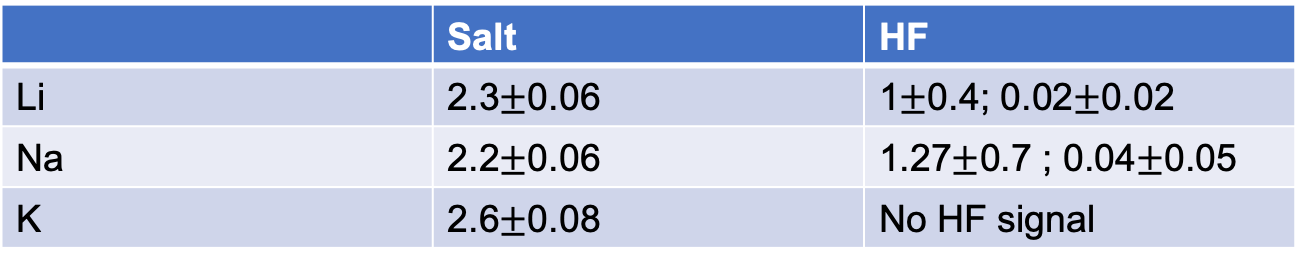 Salt HF
Li 2.3±0.06 1±0.4; 0.02±0.02
Na 2.2±0.06 1.27±0.7 ; 0.04±0.05
K 2.6±0.08 No HF signal